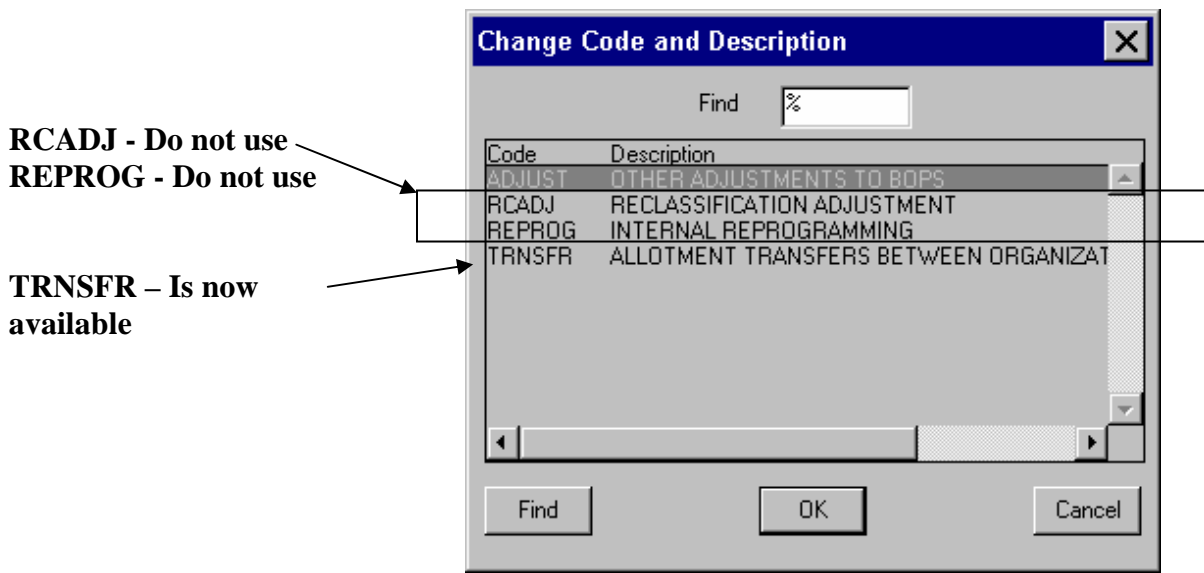 Change Code and Description
Find %
RCADJ - Do not use
REPROG - Do not use
Code Description
ADJUST OTHER ADJUSTMENTS TO BOPS
RCADJ RECLASSIFICATION ADJUSTMENT
REPROG INTERNAL REPROGRAMMING
TRNSFR ALLOTMENT TRANSFERS BETWEEN ORGANIZAT
TRNSFR – Is now
available
Find OK Cancel